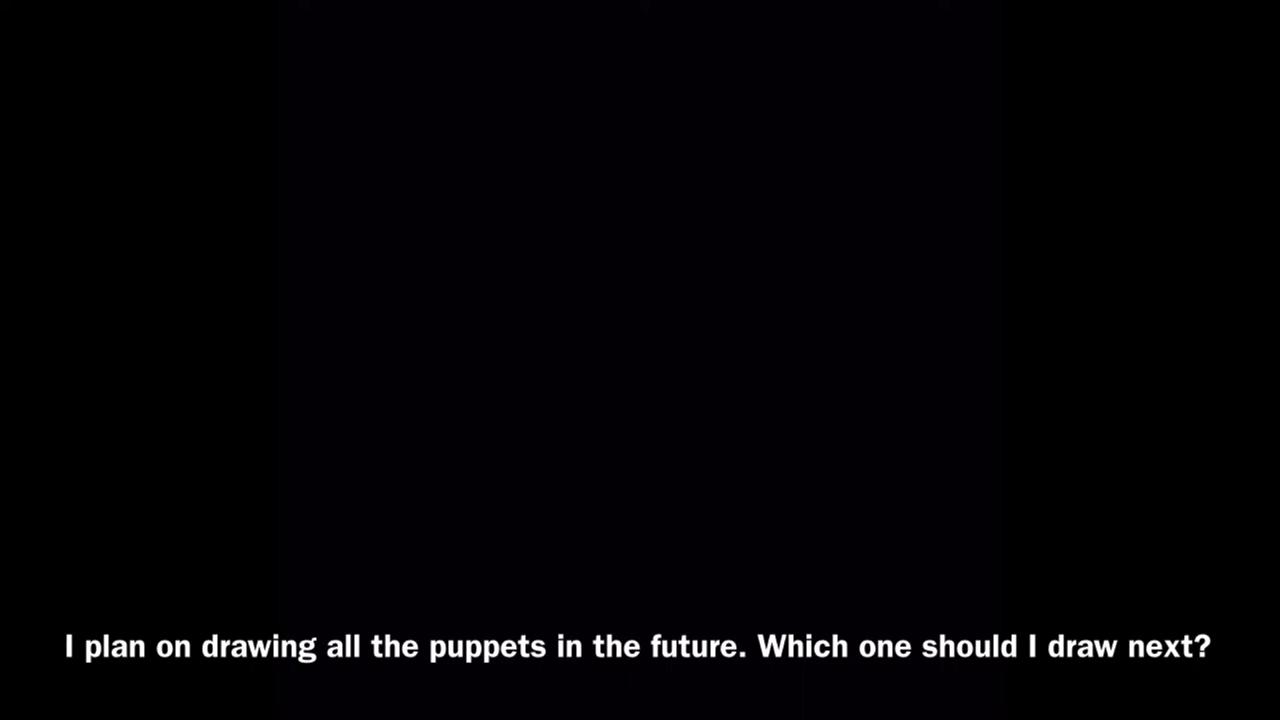 I plan on drawing all the puppets in the future. Which one should I draw next?